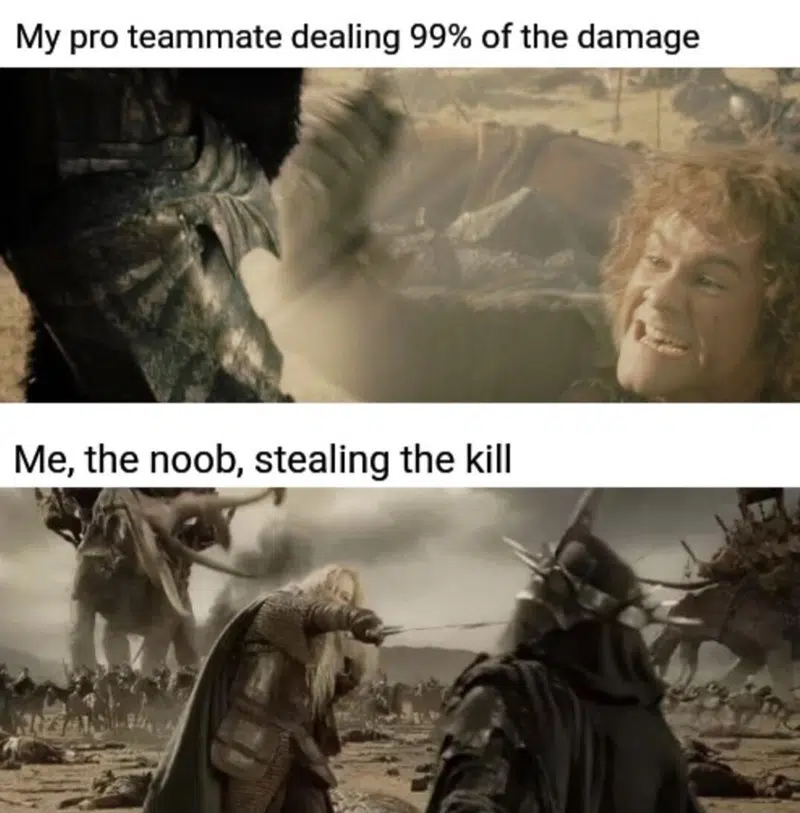 My pro teammate dealing 99% of the damage
Me, the noob, stealing the kill